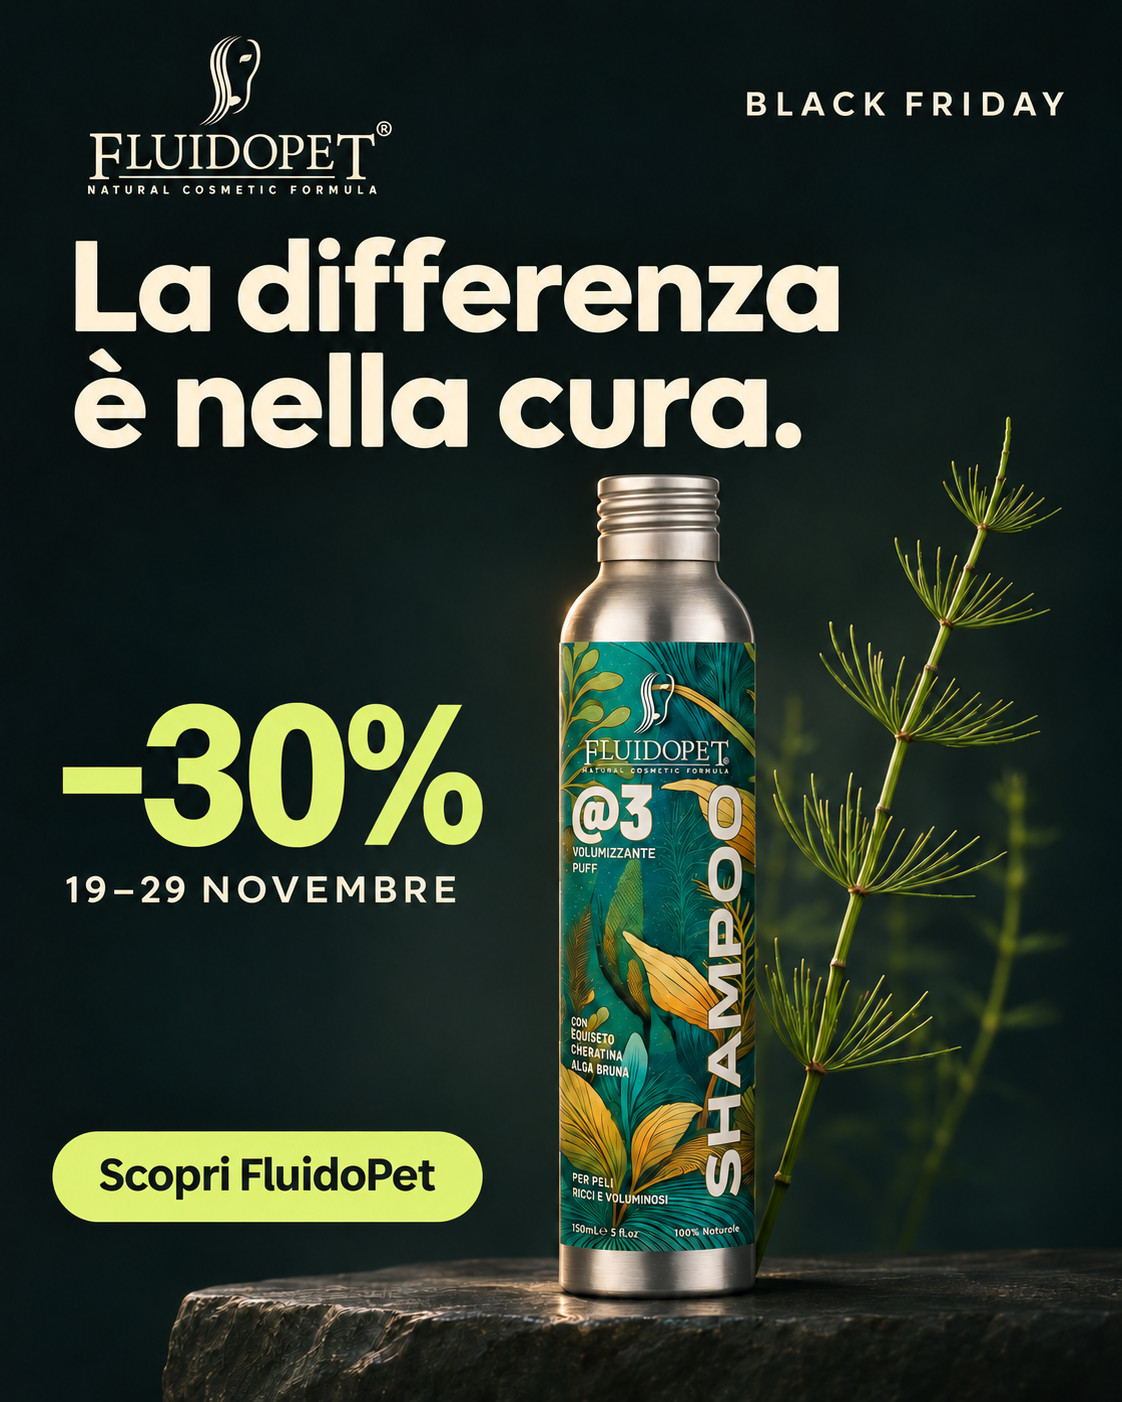 FLUIDOPET®
NATURAL COSMETIC FORMULA
BLACK FRIDAY
La differenza
è nella cura.
-30%
19–29 NOVEMBRE
Scopri FluidoPet
FLUIDOPET®
NATURAL COSMETIC FORMULA
@3
VOLUMIZZANTE
PUFF
SHAMPOO
CON
EQUISETO
CHERATINA
ALGA BRUNA
PER PELI
RICCI E VOLUMINOSI
150mL℮ 5 fl.oz
100% Naturale